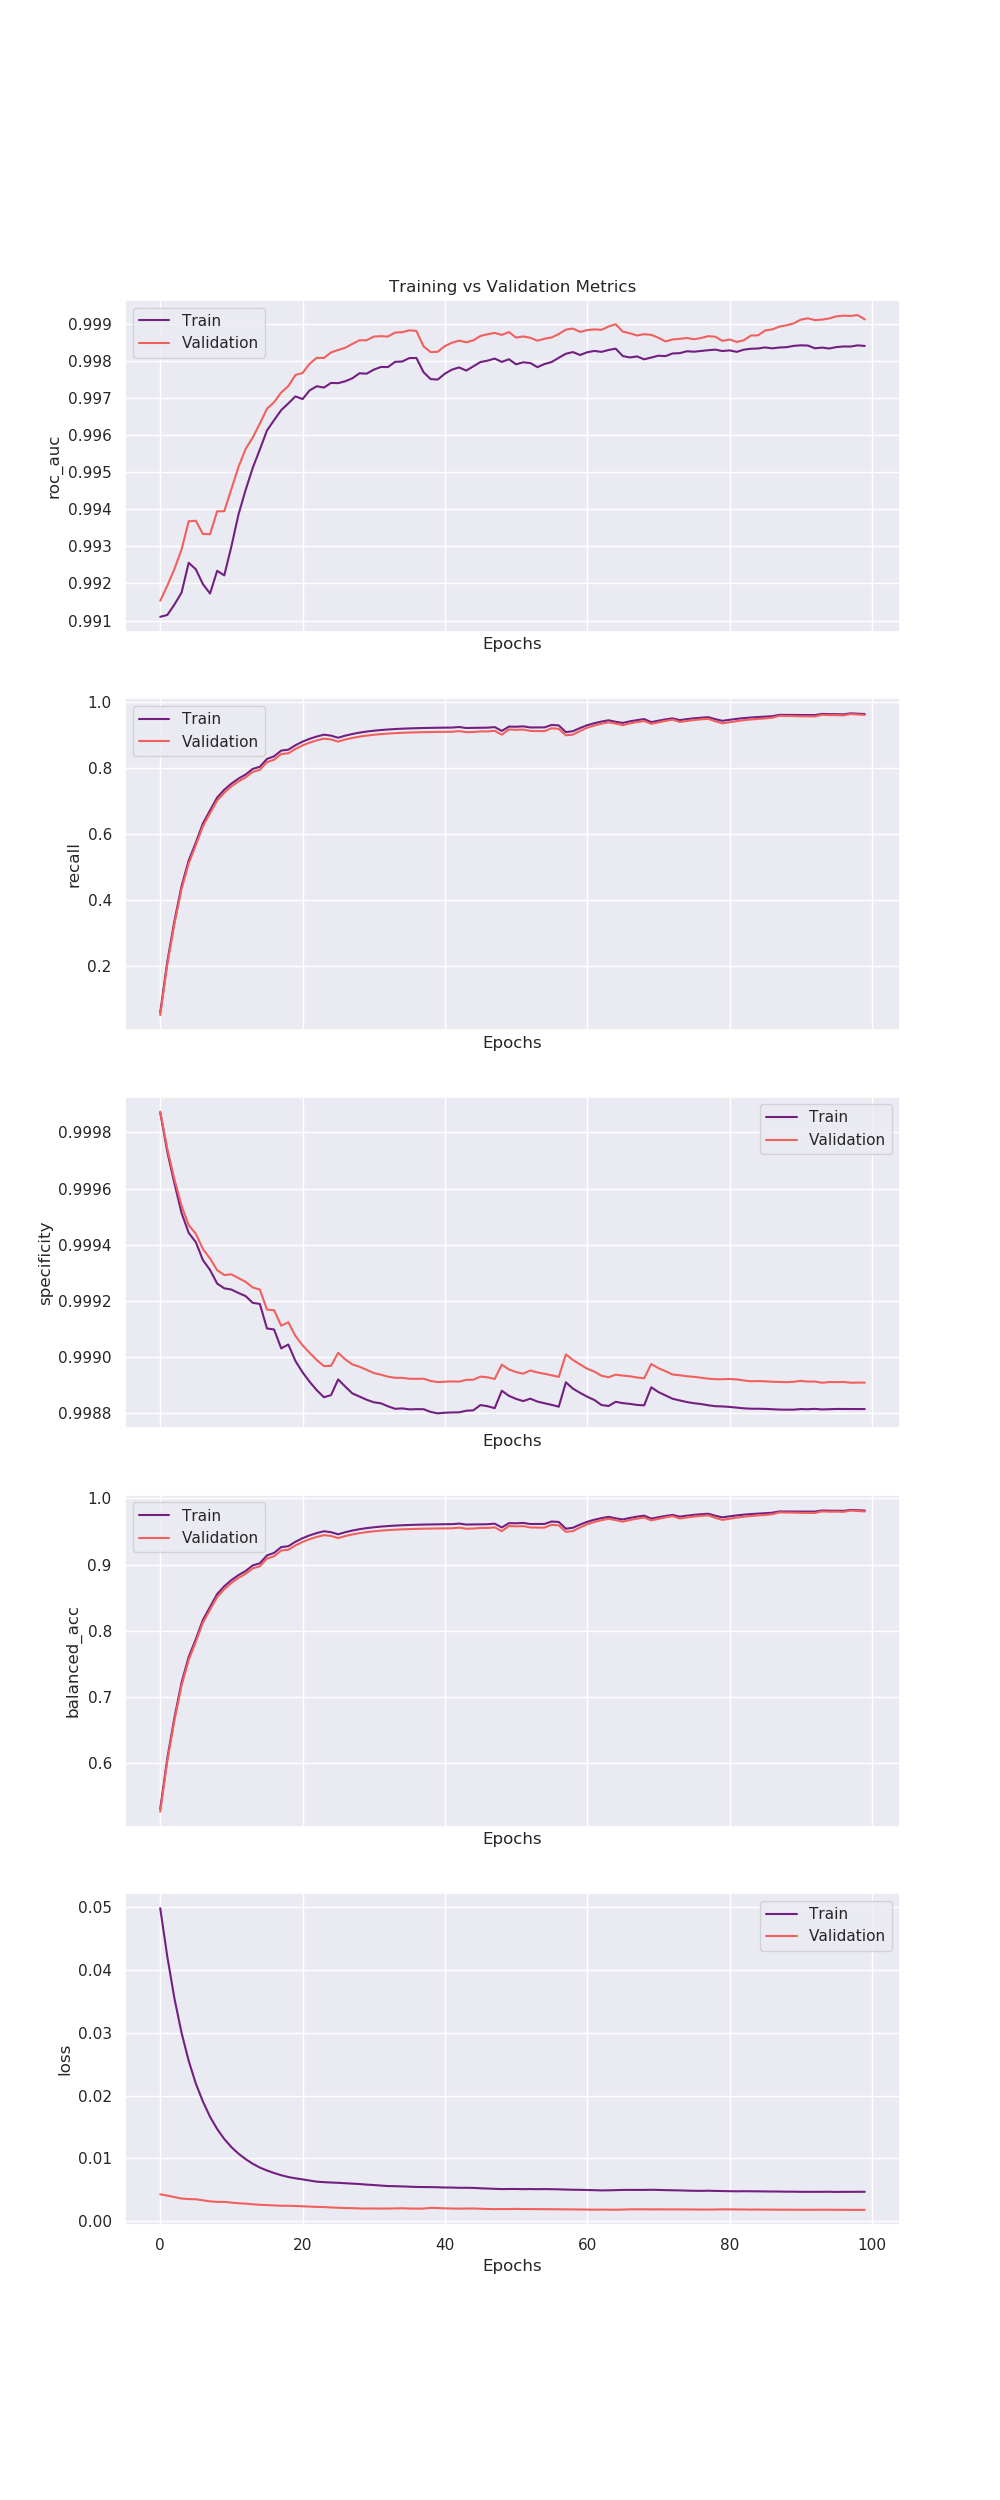 Training vs Validation Metrics
Train
Validation
0.999
0.998
0.997
0.996
0.995
0.994
0.993
0.992
0.991
roc_auc
Epochs
Train
Validation
1.0
0.8
0.6
0.4
0.2
recall
Epochs
Train
Validation
0.9998
0.9996
0.9994
0.9992
0.9990
0.9988
specificity
Epochs
Train
Validation
1.0
0.9
0.8
0.7
0.6
balanced_acc
Epochs
Train
Validation
0.05
0.04
0.03
0.02
0.01
0.00
loss
0 20 40 60 80 100
Epochs